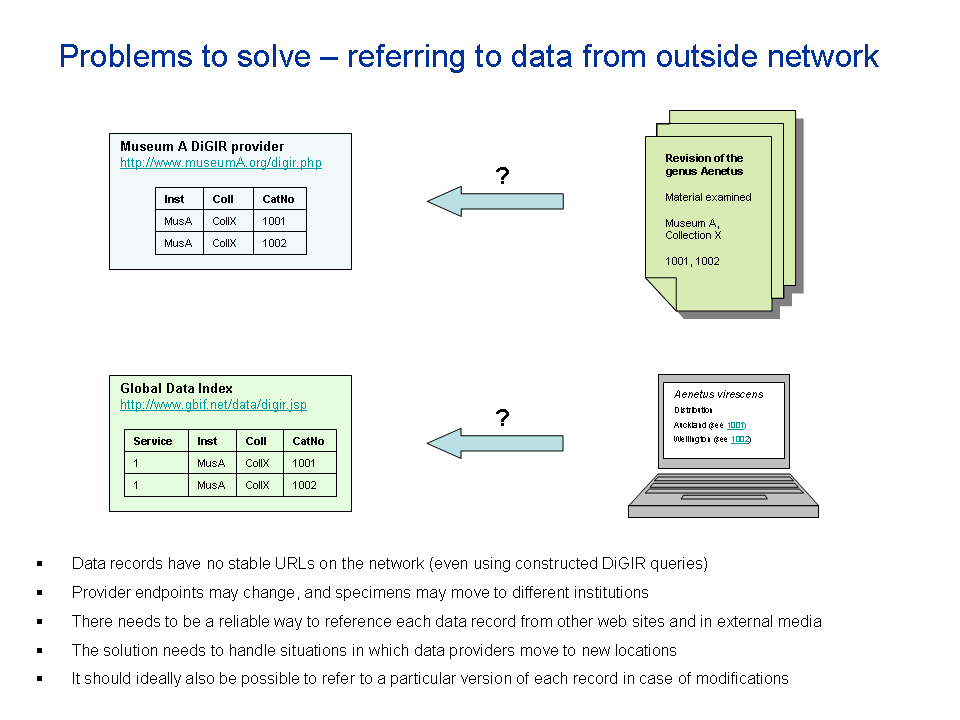 Problems to solve – referring to data from outside network
Museum A DiGIR provider
http://www.museumA.org/digir.php
Inst Coll CatNo
MusA CollX 1001
MusA CollX 1002
?
Revision of the
genus Aenetus
Material examined
Museum A,
Collection X
1001, 1002
Global Data Index
http://www.gbif.net/data/digir.jsp
Service Inst Coll CatNo
1 MusA CollX 1001
1 MusA CollX 1002
?
Aenetus virescens
Distribution
Auckland (see 1001)
Wellington (see 1002)
▪ Data records have no stable URLs on the network (even using constructed DiGIR queries)
▪ Provider endpoints may change, and specimens may move to different institutions
▪ There needs to be a reliable way to reference each data record from other web sites and in external media
▪ The solution needs to handle situations in which data providers move to new locations
▪ It should ideally also be possible to refer to a particular version of each record in case of modifications